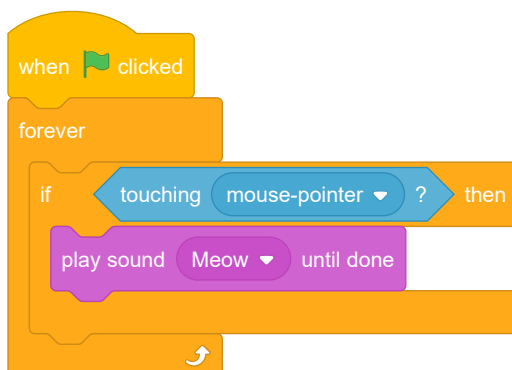 when clicked
forever
if touching mouse-pointer ? then
play sound Meow until done